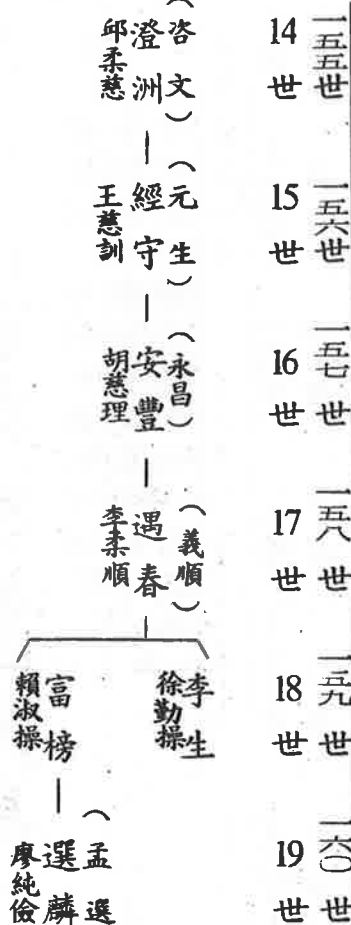 一五五世
14世
（咨文）
澄洲
邱柔慈
一五六世
15世
（元生）
經守
王慈訓
一五七世
16世
（永昌）
安豐
胡慈理
一五八世
17世
（義順）
遇春
李柔順
一五九世
18世
李生
徐勤操
富榜
賴淑操
一六〇世
19世
（孟選
選麟
廖純儉